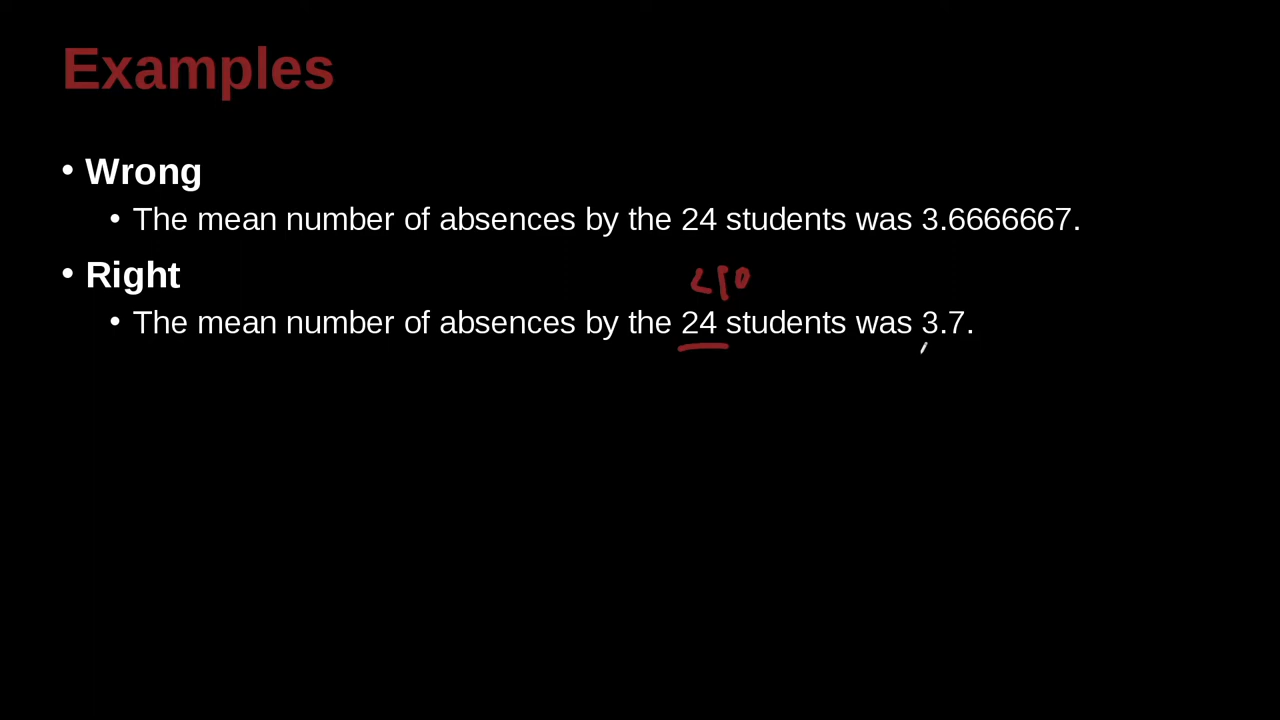 Examples
• Wrong
• The mean number of absences by the 24 students was 3.6666667.
• Right
<10
• The mean number of absences by the 24 students was 3.7.